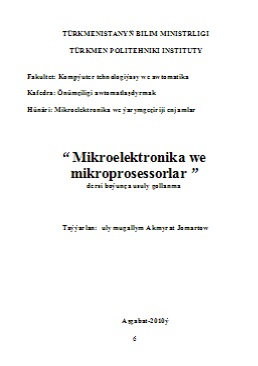 TÜRKMENISTANYŇ BILIM MINISTRLIGI
TÜRKMEN POLITEHNIKI INSTITUTY
Fakultet: Kompýuter tehnologiýasy we awtomatika
Kafedra: Önümçiligi awtomatlaşdyrmak
Hünäri: Mikroelektronika we ýarymgeçiriji enjamlar
“ Mikroelektronika we
mikroprosessorlar ”
dersi boýunça usuly gollanma
Taýýarlan: uly mugallym Akmyrat Jomartow
Aşgabat-2010ý
6